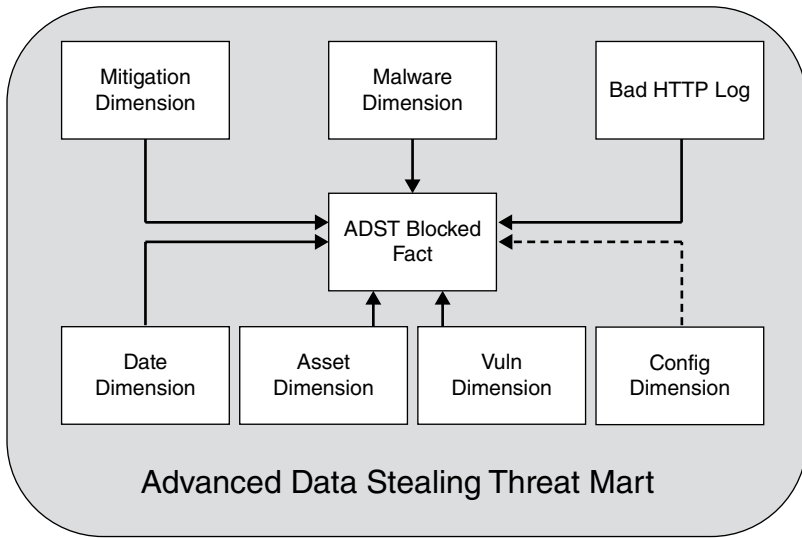 Mitigation
Dimension
Malware
Dimension
Bad HTTP Log
ADST Blocked
Fact
Date
Dimension
Asset
Dimension
Vuln
Dimension
Config
Dimension
Advanced Data Stealing Threat Mart